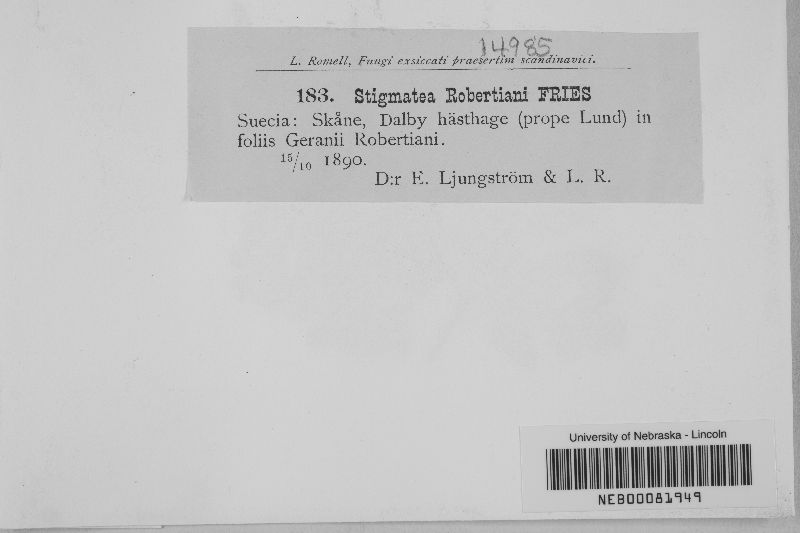 14985
L. Romell, Fungi exsiccati praesertim scandinavici.
183. Stigmatea Robertiani FRIES
Suecia: Skåne, Dalby hästhage (prope Lund) in
foliis Geranii Robertiani.
15/10 1890.
D:r E. Ljungström & L. R.
University of Nebraska - Lincoln
NEB00081949